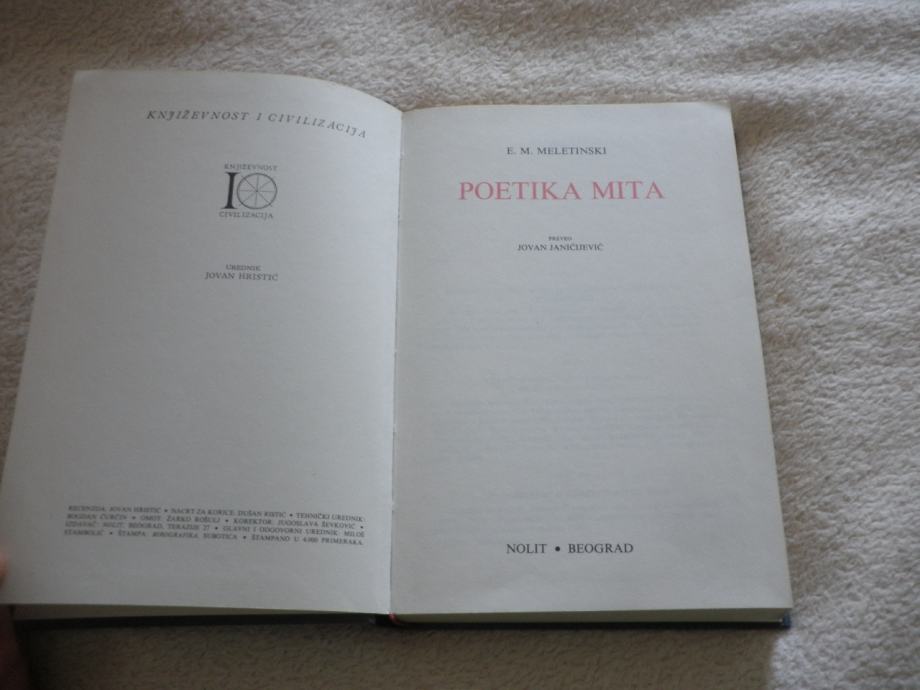 KNJIŽEVNOST I CIVILIZACIJA
KNJIŽEVNOST
I
CIVILIZACIJA
UREDNIK
JOVAN HRISTIĆ
RECENZIJA: JOVAN HRISTIĆ • NACRT ZA KORICE: DUŠAN RISTIĆ • TEHNIČKI UREDNIK:
BOGDAN ĆURČIN • OMOT: ŽARKO ROŠULJ • KOREKTOR: JUGOSLAVA ŠEVKOVIĆ •
IZDAVAČ: NOLIT, BEOGRAD, TERAZIJE 27 • GLAVNI I ODGOVORNI UREDNIK: MILOŠ
STAMBOLIĆ • ŠTAMPA: BIROGRAFIKA, SUBOTICA • ŠTAMPANO U 4.000 PRIMERAKA.
E. M. MELETINSKI
POETIKA MITA
PREVEO
JOVAN JANIĆIJEVIĆ
NOLIT • BEOGRAD